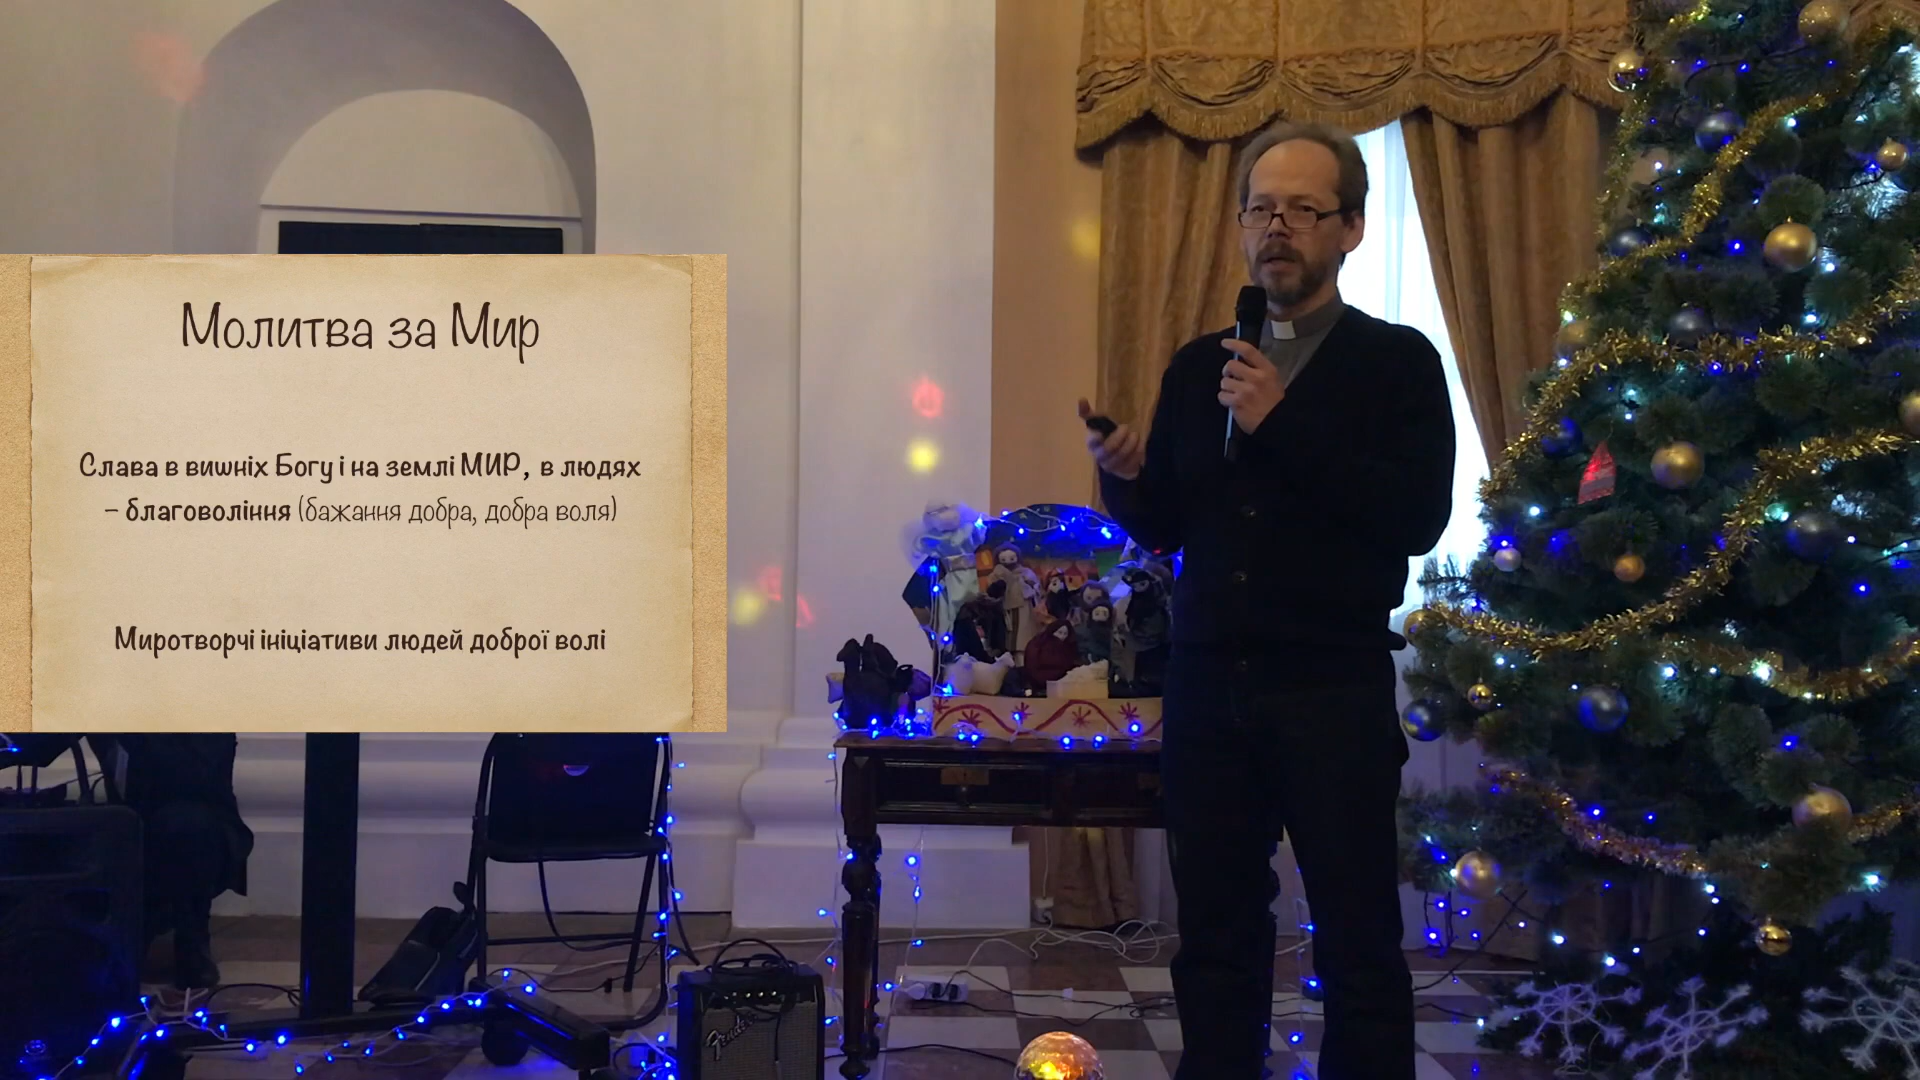 Молитва за Мир
Слава в вишніх Богу і на землі МИР, в людях
– благовоління (бажання добра, добра воля)
Миротворчі ініціативи людей доброї волі
Fender